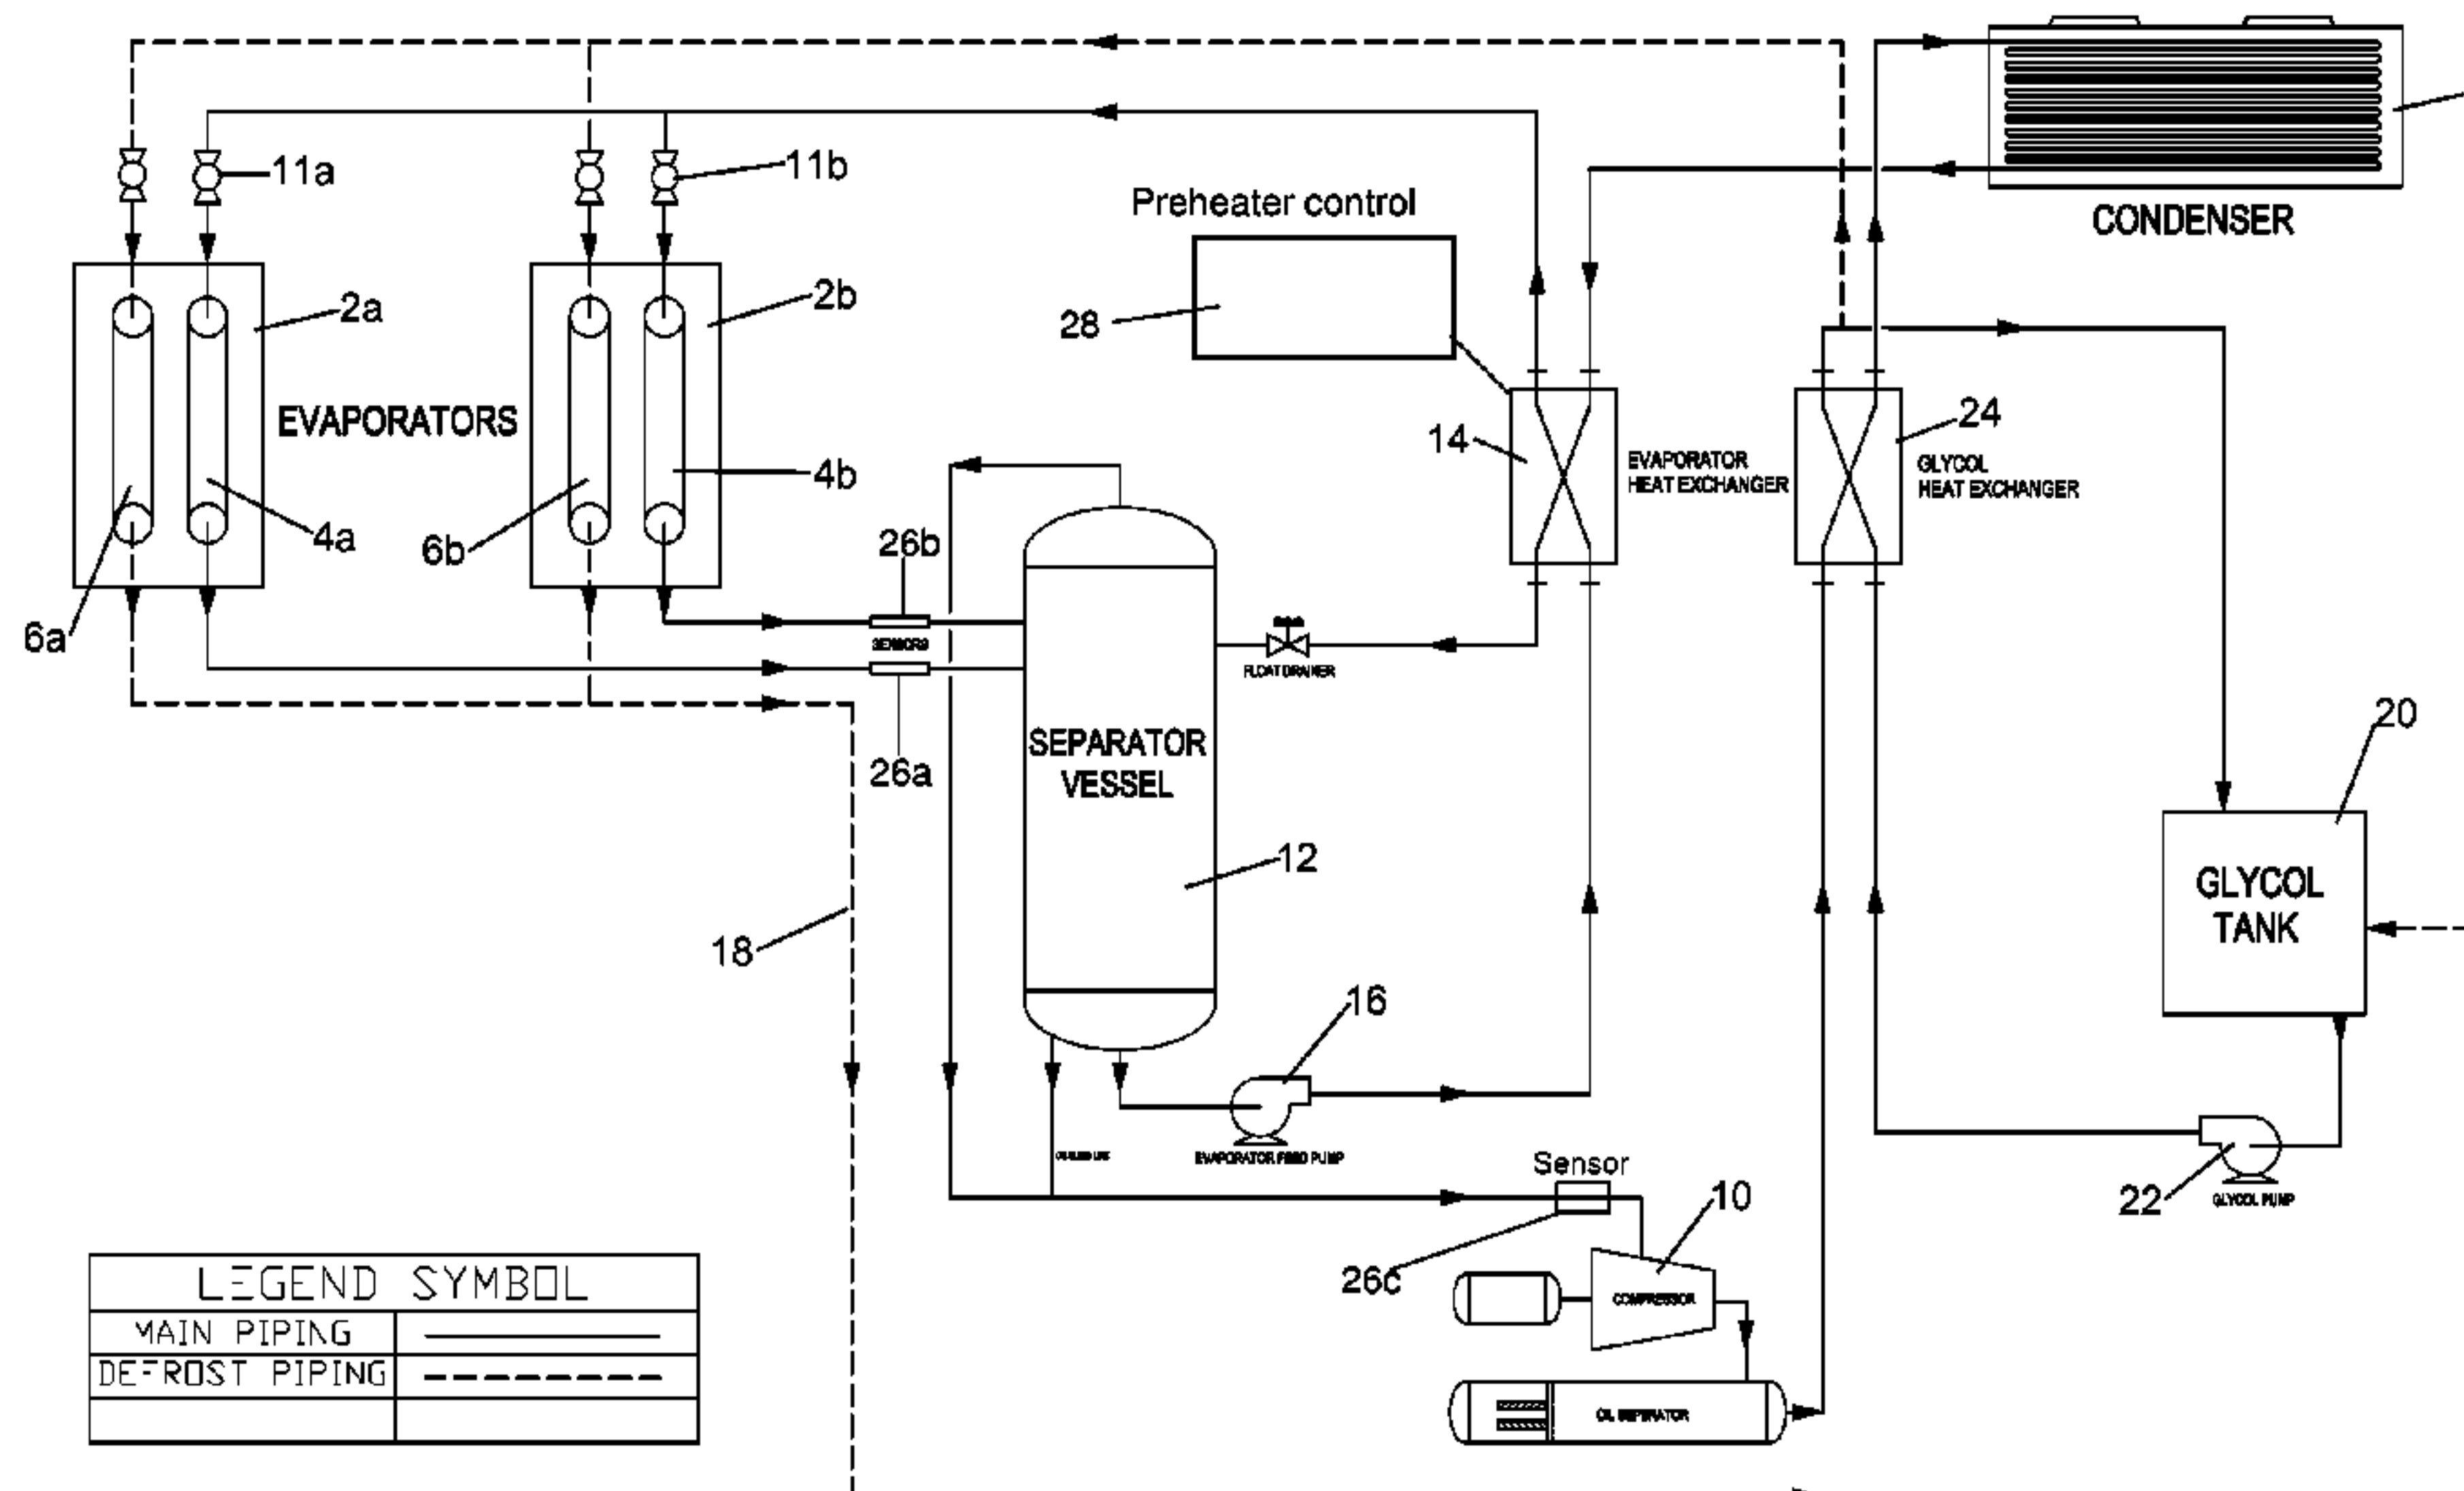 CONDENSER
11a
11b
Preheater control
2a
2b
28
EVAPORATORS
14
EVAPORATOR
HEAT EXCHANGER
24
GLYCOL
HEAT EXCHANGER
4b
4a
6b
26b
6a
SENSORS
FLOAT DRAINER
26a
SEPARATOR
VESSEL
20
12
GLYCOL
TANK
18
16
EVAPORATOR FEED PUMP
Sensor
10
22
GLYCOL PUMP
26c
COMPRESSOR
OIL SEPERATOR
LEGEND SYMBOL
MAIN PIPING
DEFROST PIPING